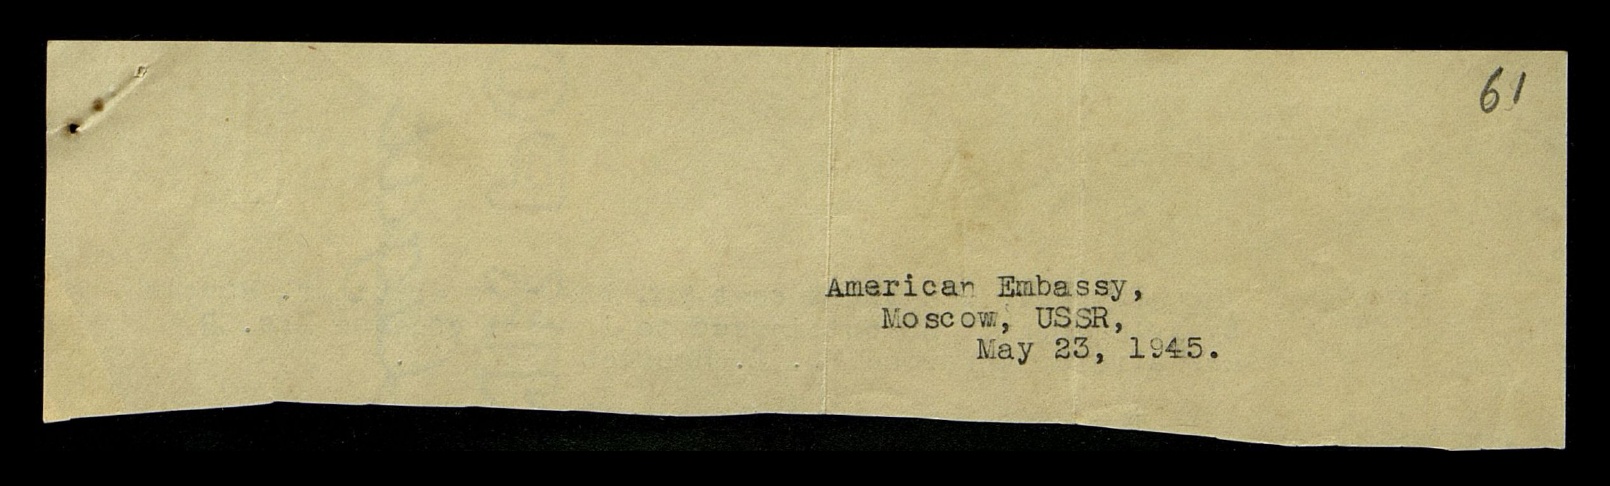 61
American Embassy,
Moscow, USSR,
May 23, 1945.